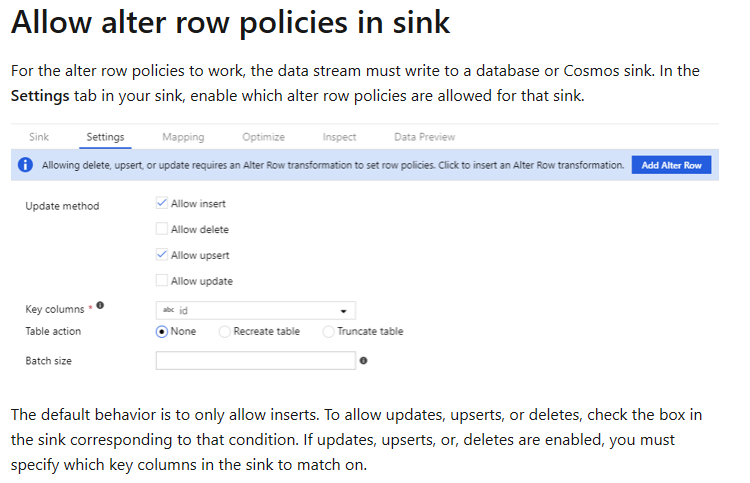 Allow alter row policies in sink
For the alter row policies to work, the data stream must write to a database or Cosmos sink. In the
Settings tab in your sink, enable which alter row policies are allowed for that sink.
Sink Settings Mapping Optimize Inspect Data Preview
Allowing delete, upsert, or update requires an Alter Row transformation to set row policies. Click to insert an Alter Row transformation. Add Alter Row
Update method Allow insert
Allow delete
Allow upsert
Allow update
Key columns * abc id
Table action None Recreate table Truncate table
Batch size
The default behavior is to only allow inserts. To allow updates, upserts, or deletes, check the box in
the sink corresponding to that condition. If updates, upserts, or, deletes are enabled, you must
specify which key columns in the sink to match on.